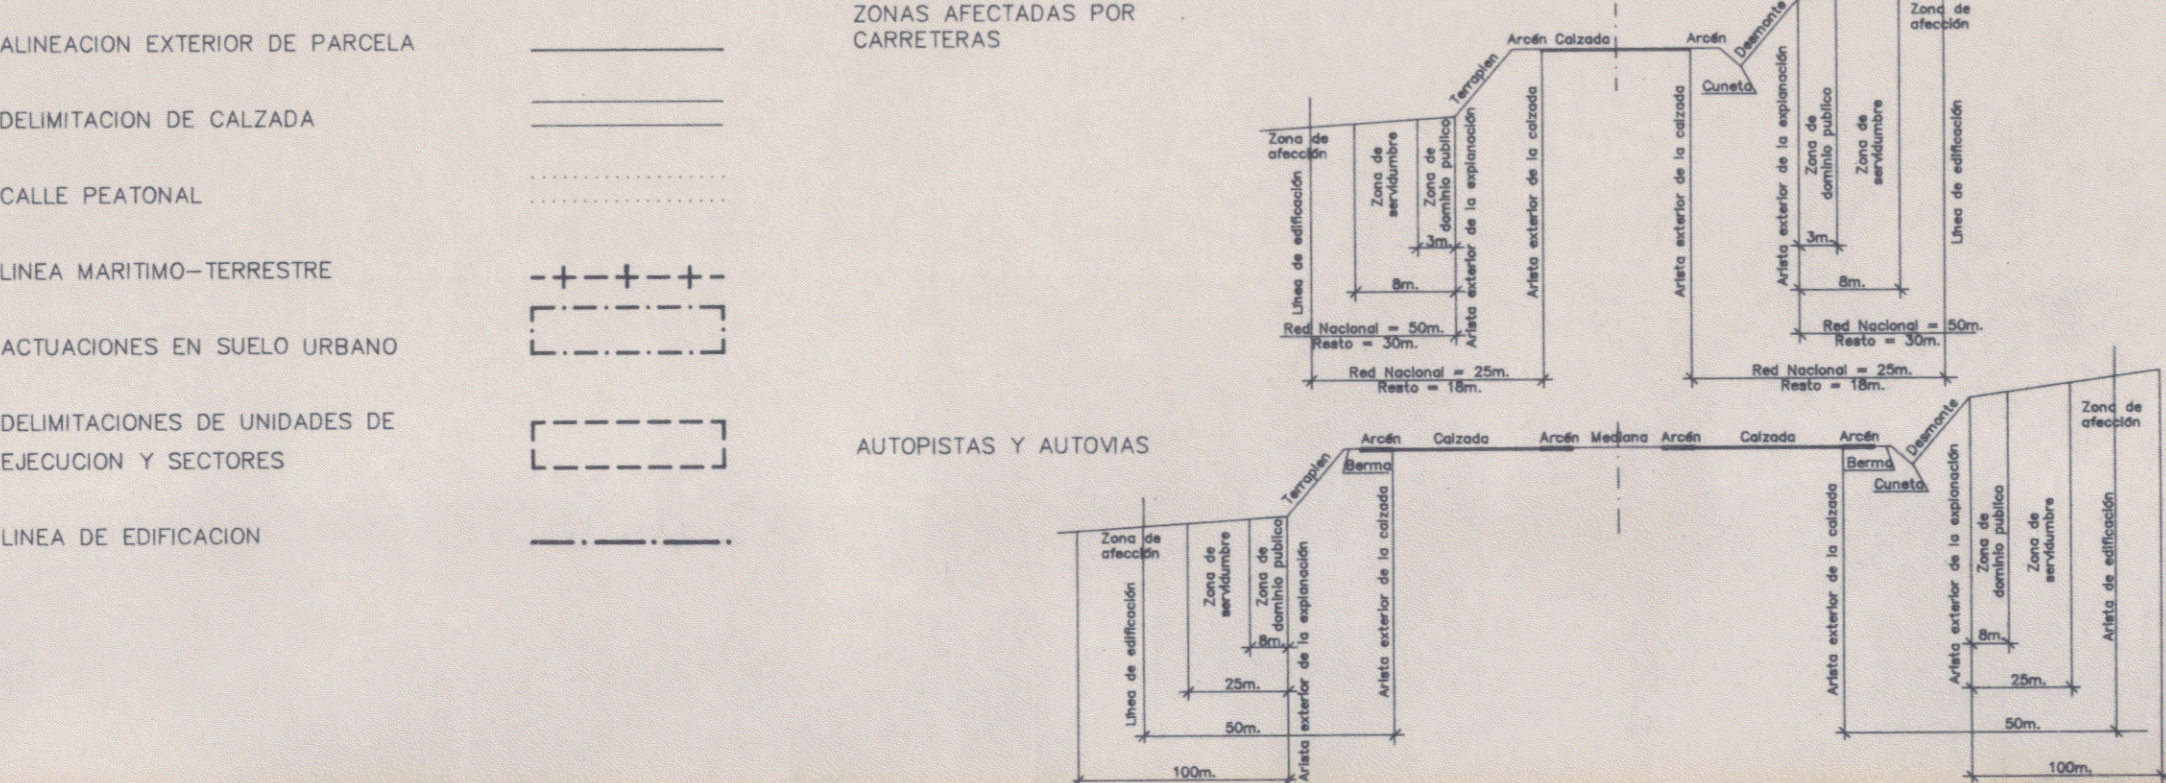 ALINEACION EXTERIOR DE PARCELA
DELIMITACION DE CALZADA
CALLE PEATONAL
LINEA MARITIMO-TERRESTRE
ACTUACIONES EN SUELO URBANO
DELIMITACIONES DE UNIDADES DE
EJECUCION Y SECTORES
LINEA DE EDIFICACION
ZONAS AFECTADAS POR
CARRETERAS
Zona de
afección
Línea de edificación
Zona de
servidumbre
Zona de
dominio publico
Arista exterior de la explanación
Terraplen
Arcén Calzada
Arcén
Desmonte
Cuneta
Arista exterior de la calzada
Arista exterior de la calzada
Arista exterior de la explanación
Zona de
dominio publico
Zona de
servidumbre
Zona de
afección
Línea de edificación
3m.
8m.
Red Nacional = 50m.
Resto = 30m.
Red Nacional = 25m.
Resto = 18m.
3m.
8m.
Red Nacional = 50m.
Resto = 30m.
Red Nacional = 25m.
Resto = 18m.
AUTOPISTAS Y AUTOVIAS
Zona de
afección
Línea de edificación
Zona de
servidumbre
Zona de
dominio publico
Arista exterior de la explanación
Terraplen
Arcén Calzada Arcén Mediana Arcén Calzada Arcén
Berma
Berma
Cuneta
Desmonte
Arista exterior de la calzada
Arista exterior de la calzada
Arista exterior de la explanación
Zona de
dominio publico
Zona de
servidumbre
Zona de
afección
Arista de edificación
8m.
25m.
50m.
100m.
8m.
25m.
50m.
100m.